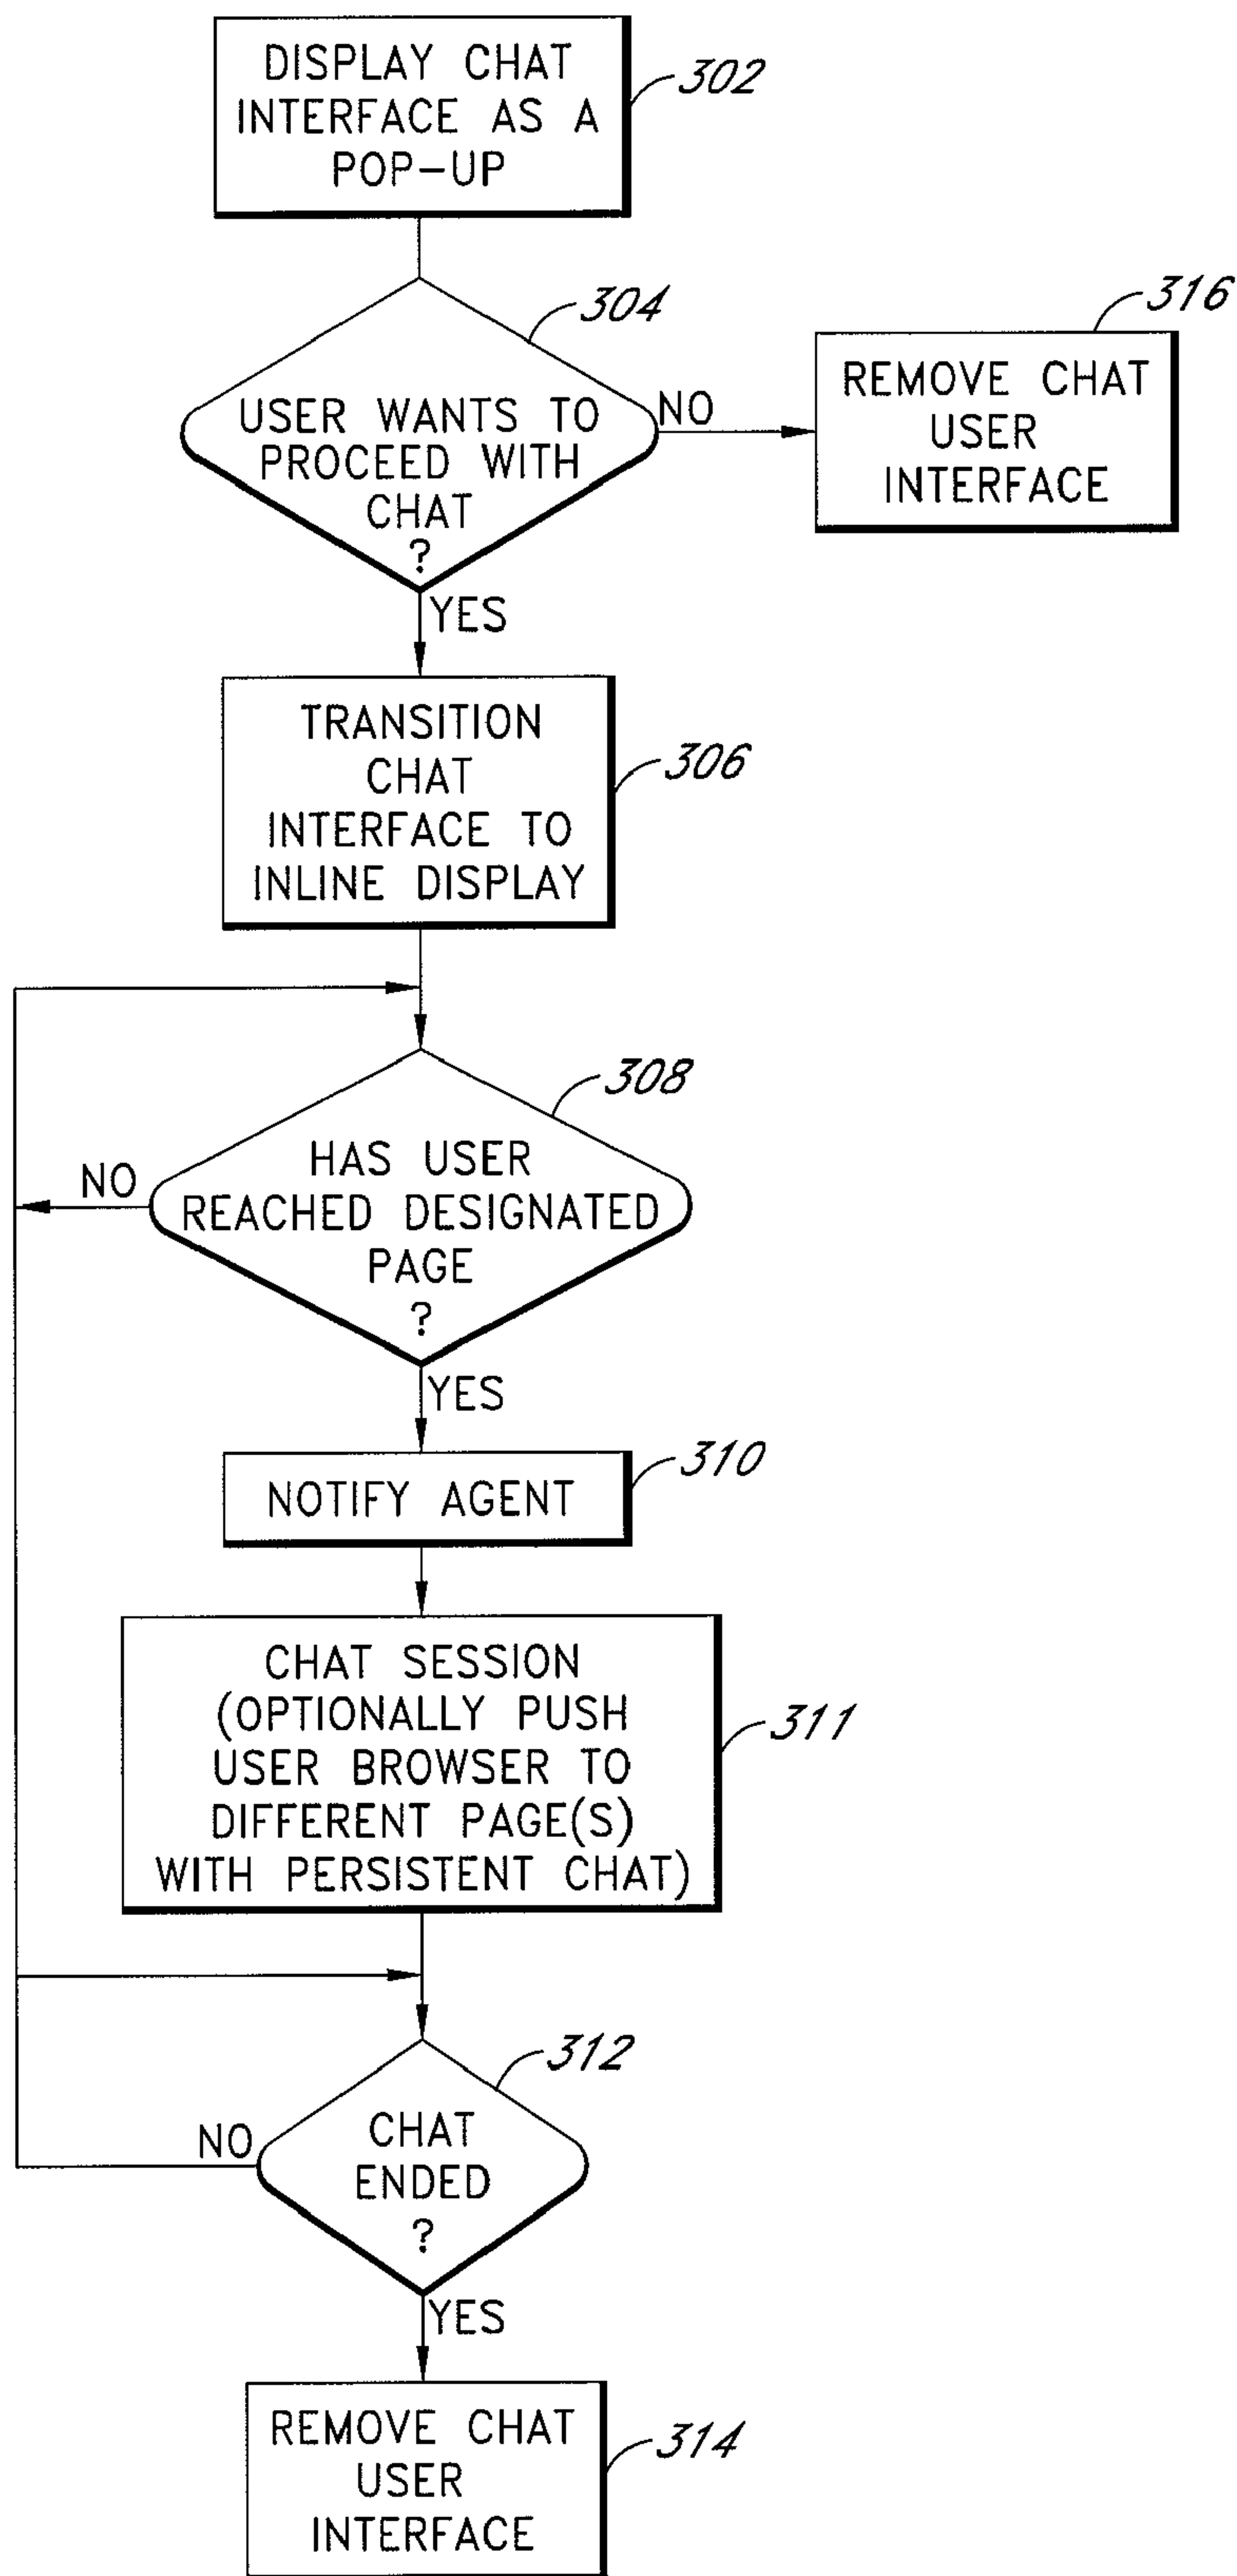 DISPLAY CHAT
INTERFACE AS A
POP-UP
302
304
USER WANTS TO
PROCEED WITH
CHAT
?
NO
316
REMOVE CHAT
USER
INTERFACE
YES
TRANSITION
CHAT
INTERFACE TO
INLINE DISPLAY
306
308
HAS USER
REACHED DESIGNATED
PAGE
?
NO
YES
NOTIFY AGENT
310
CHAT SESSION
(OPTIONALLY PUSH
USER BROWSER TO
DIFFERENT PAGE(S)
WITH PERSISTENT CHAT)
311
312
CHAT
ENDED
?
NO
YES
REMOVE CHAT
USER
INTERFACE
314